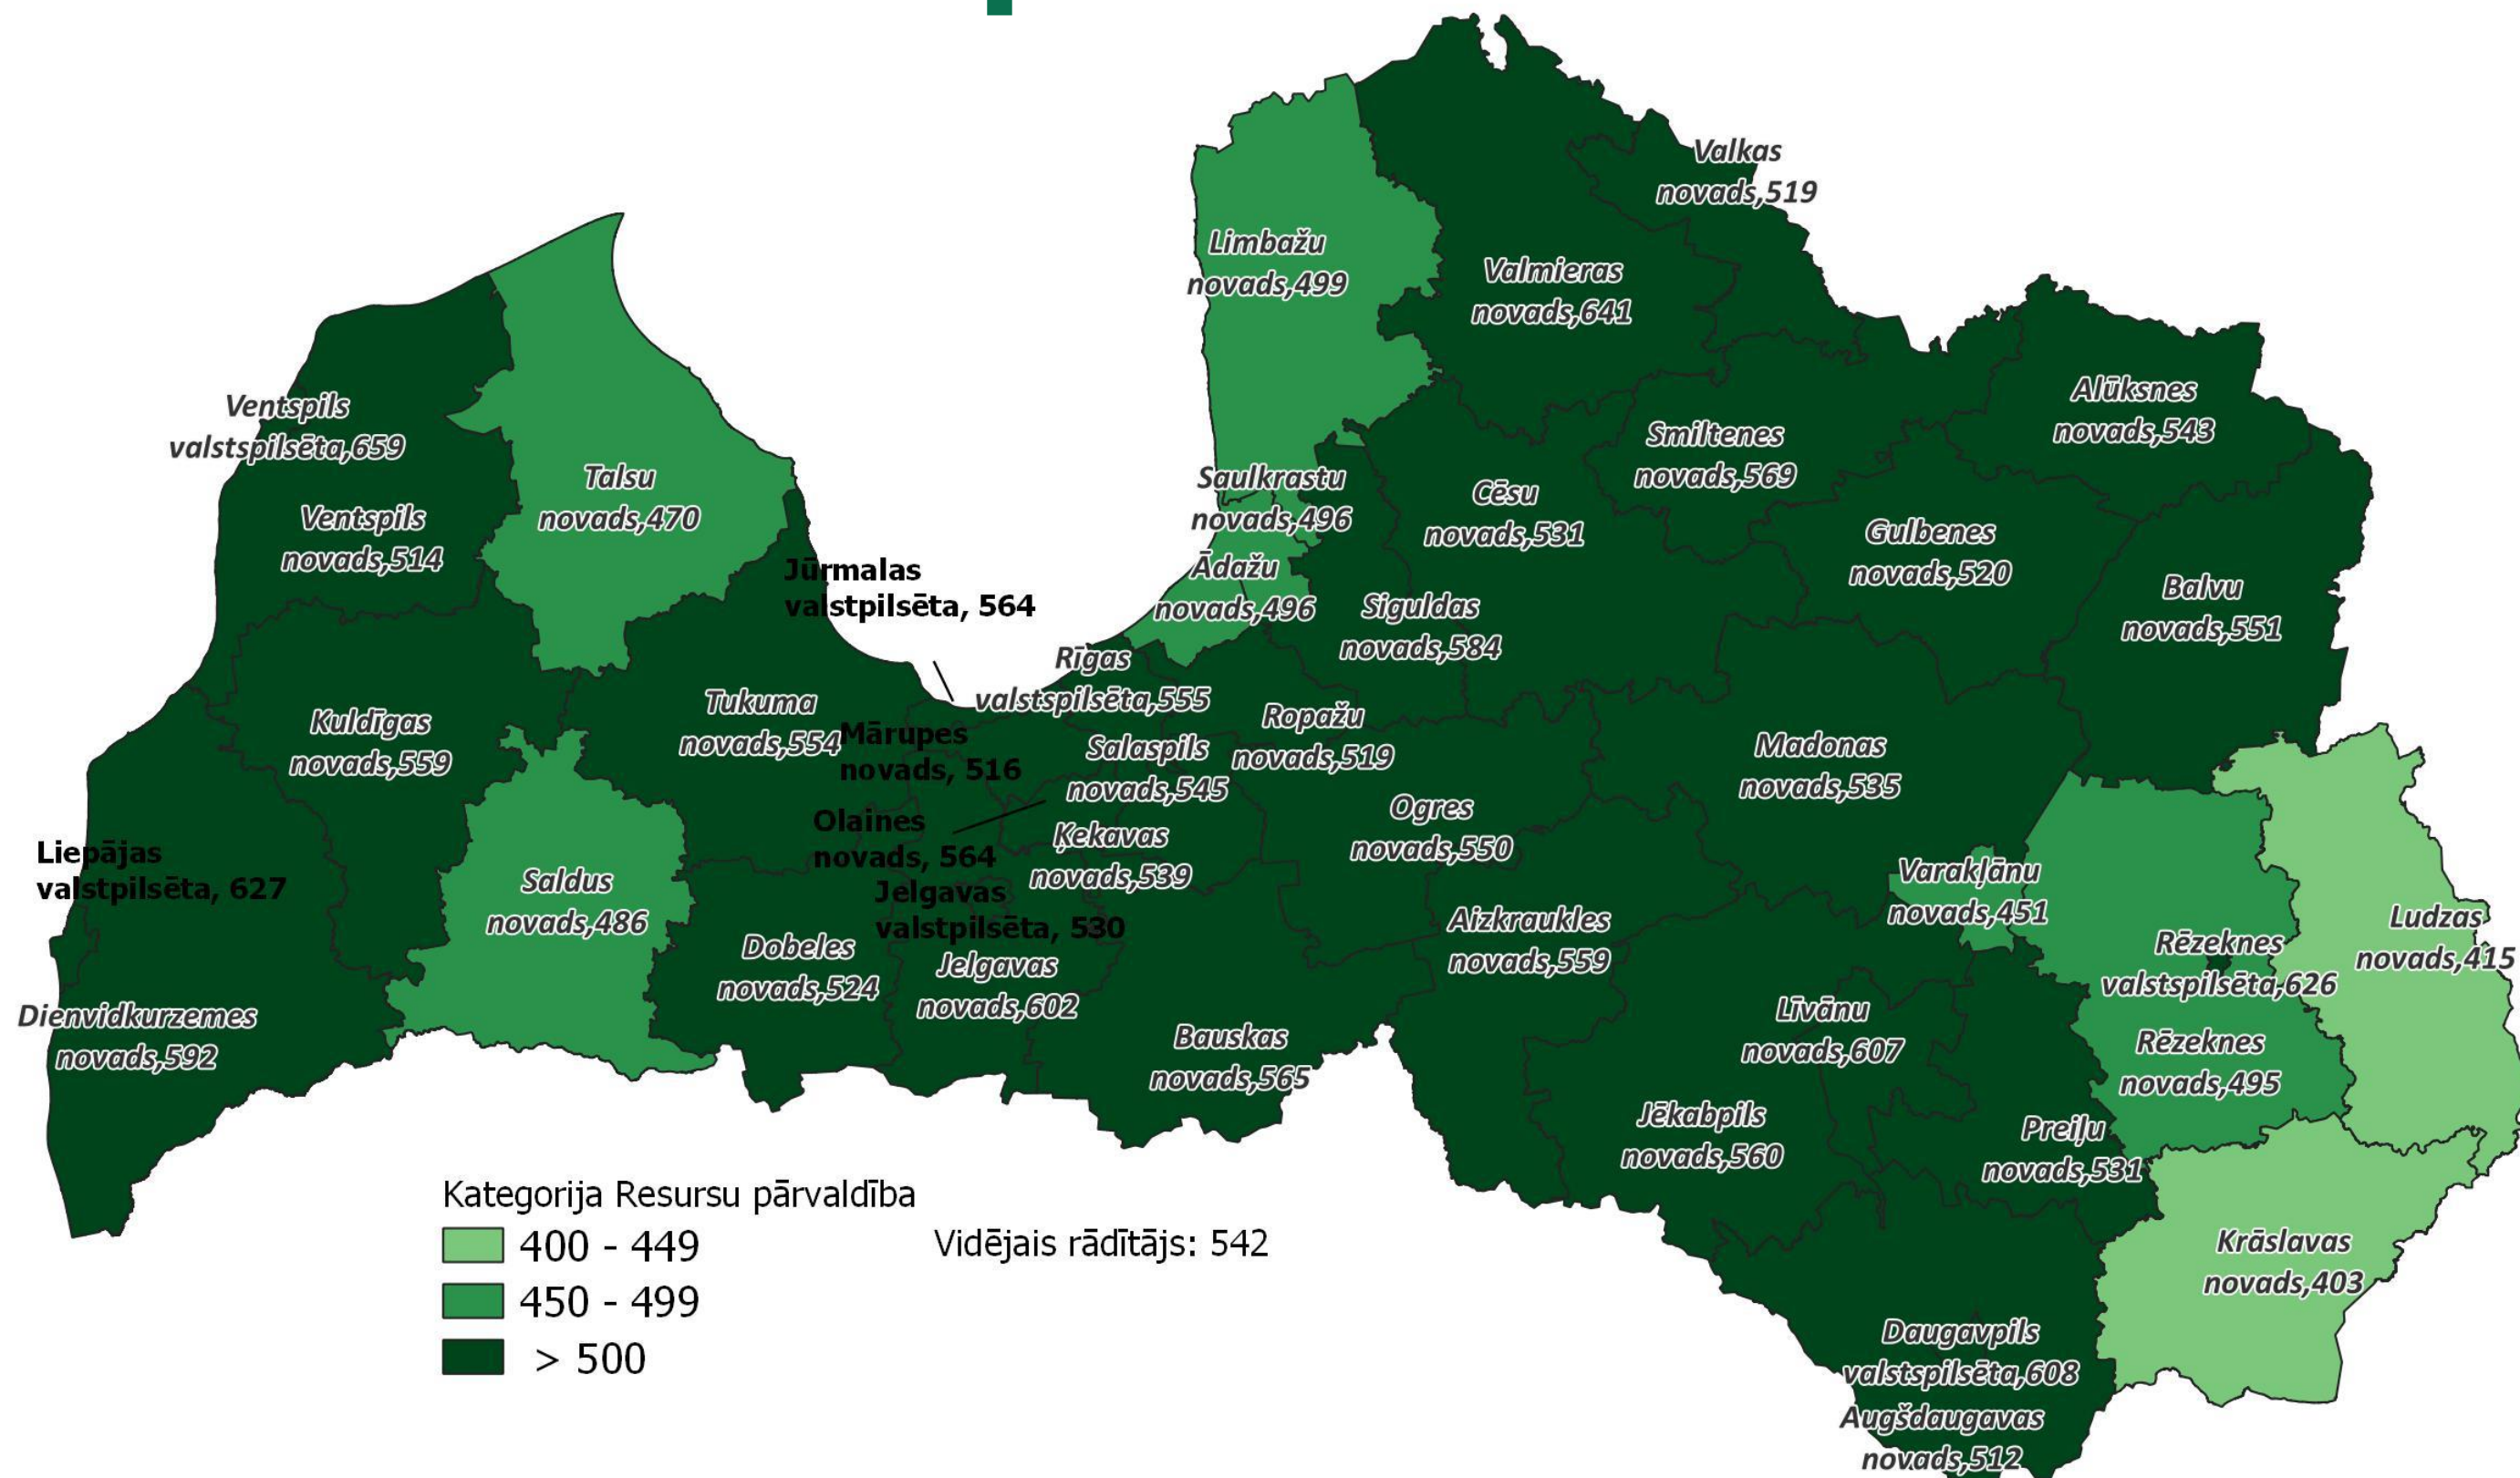 Valkas
novads,519
Limbažu
novads,499
Valmieras
novads,641
Ventspils
valstspilsēta,659
Alūksnes
novads,543
Smiltenes
novads,569
Talsu
novads,470
Saulkrastu
novads,496
Cēsu
novads,531
Ventspils
novads,514
Gulbenes
novads,520
Jūrmalas
valstpilsēta, 564
Ādažu
novads,496
Siguldas
novads,584
Balvu
novads,551
Rīgas
valstspilsēta,555
Kuldīgas
novads,559
Tukuma
novads,554
Mārupes
novads, 516
Salaspils
novads,545
Ropažu
novads,519
Madonas
novads,535
Ogres
novads,550
Olaines
novads, 564
Ķekavas
novads,539
Liepājas
valstpilsēta, 627
Saldus
novads,486
Jelgavas
valstpilsēta, 530
Varakļānu
novads,451
Aizkraukles
novads,559
Ludzas
novads,415
Rēzeknes
valstspilsēta,626
Dobeles
novads,524
Jelgavas
novads,602
Līvānu
novads,607
Dienvidkurzemes
novads,592
Bauskas
novads,565
Rēzeknes
novads,495
Jēkabpils
novads,560
Preiļu
novads,531
Krāslavas
novads,403
Daugavpils
valstspilsēta,608
Augšdaugavas
novads,512
Kategorija Resursu pārvaldība
400 - 449
450 - 499
> 500
Vidējais rādītājs: 542